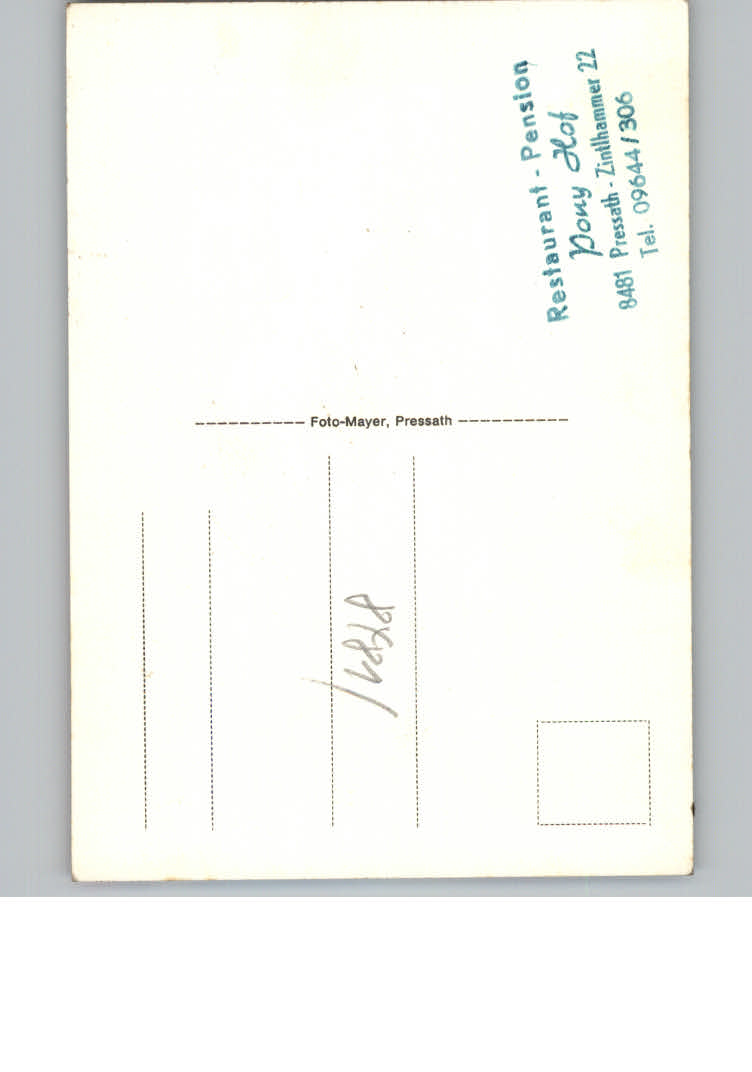 Restaurant - Pension
Pony Hof
8481 Pressath - Zintlhammer 22
Tel. 09644/306
Foto-Mayer, Pressath